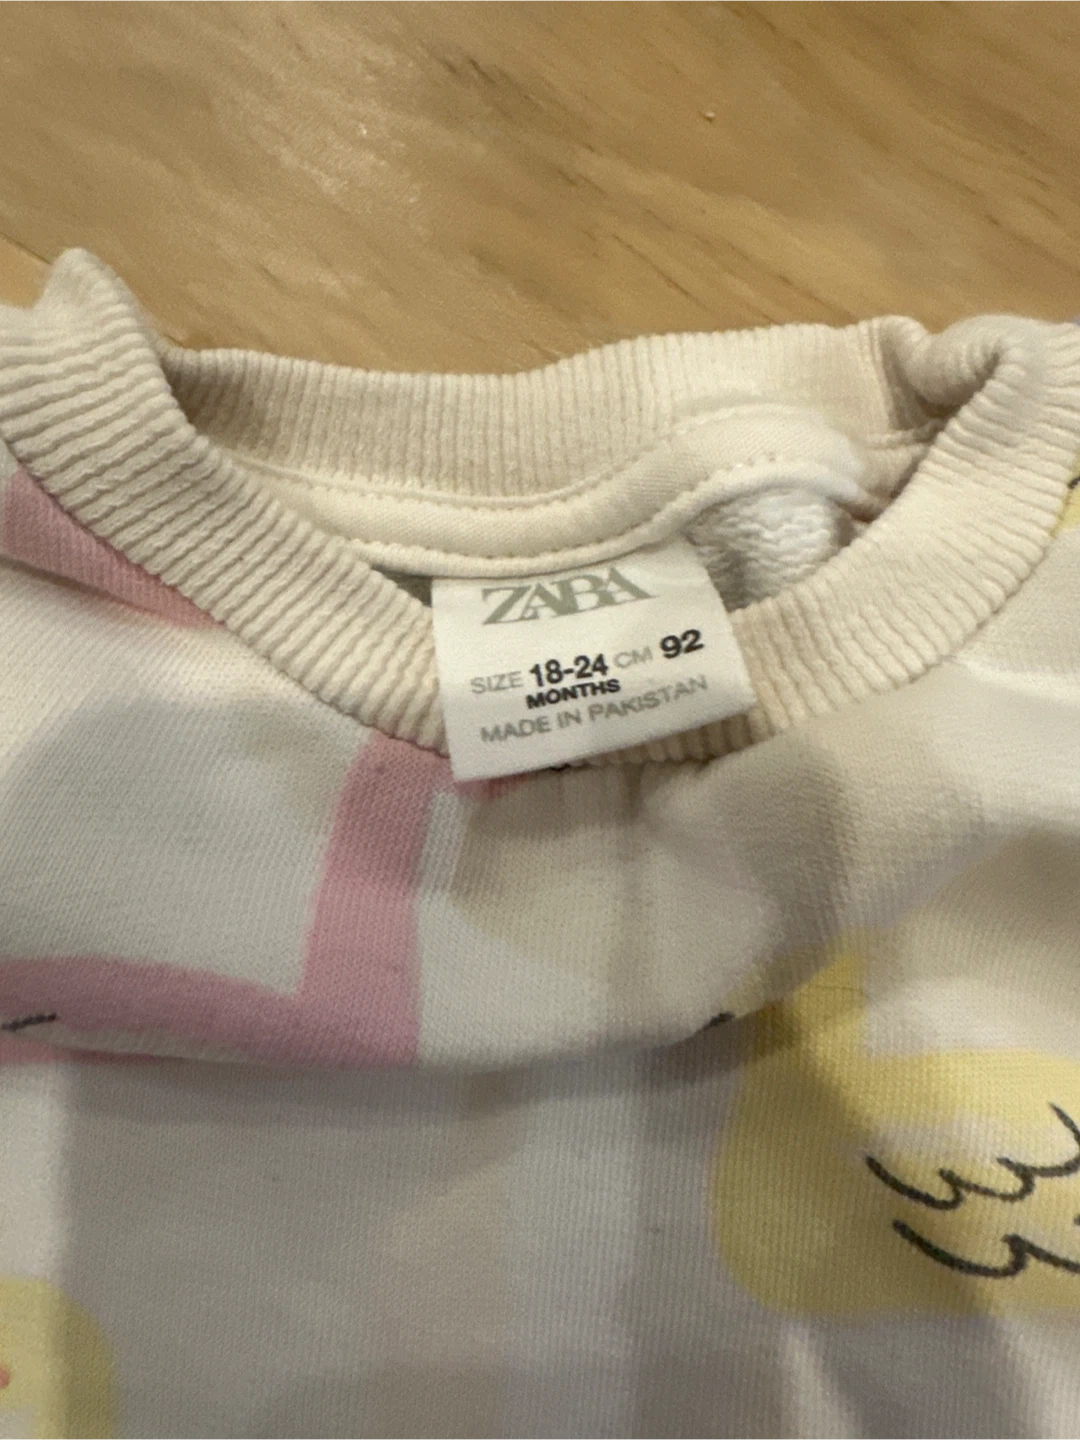 ZARA
SIZE 18-24 CM 92
MONTHS
MADE IN PAKISTAN